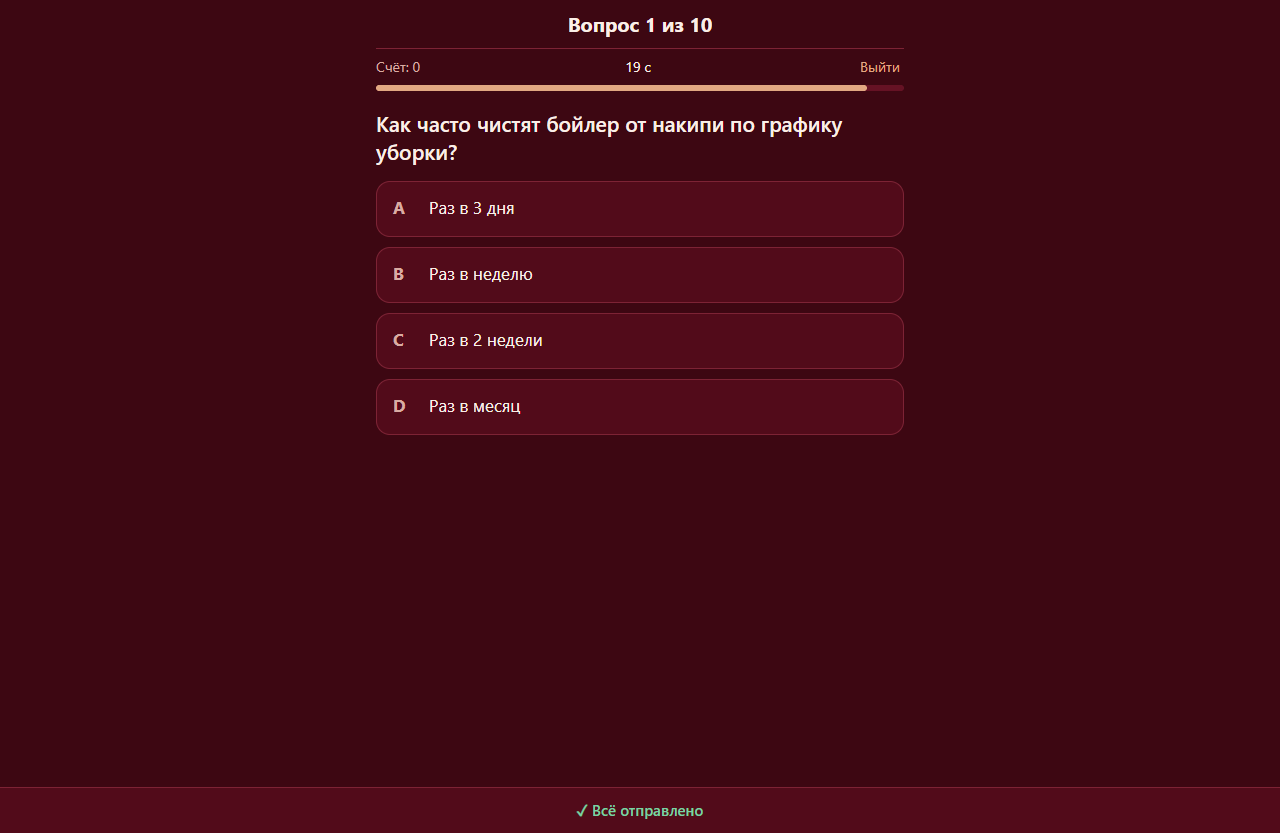 Вопрос 1 из 10
Счёт: 0
19 с
Выйти
Как часто чистят бойлер от накипи по графику
уборки?
A Раз в 3 дня
B Раз в неделю
C Раз в 2 недели
D Раз в месяц
✓ Всё отправлено